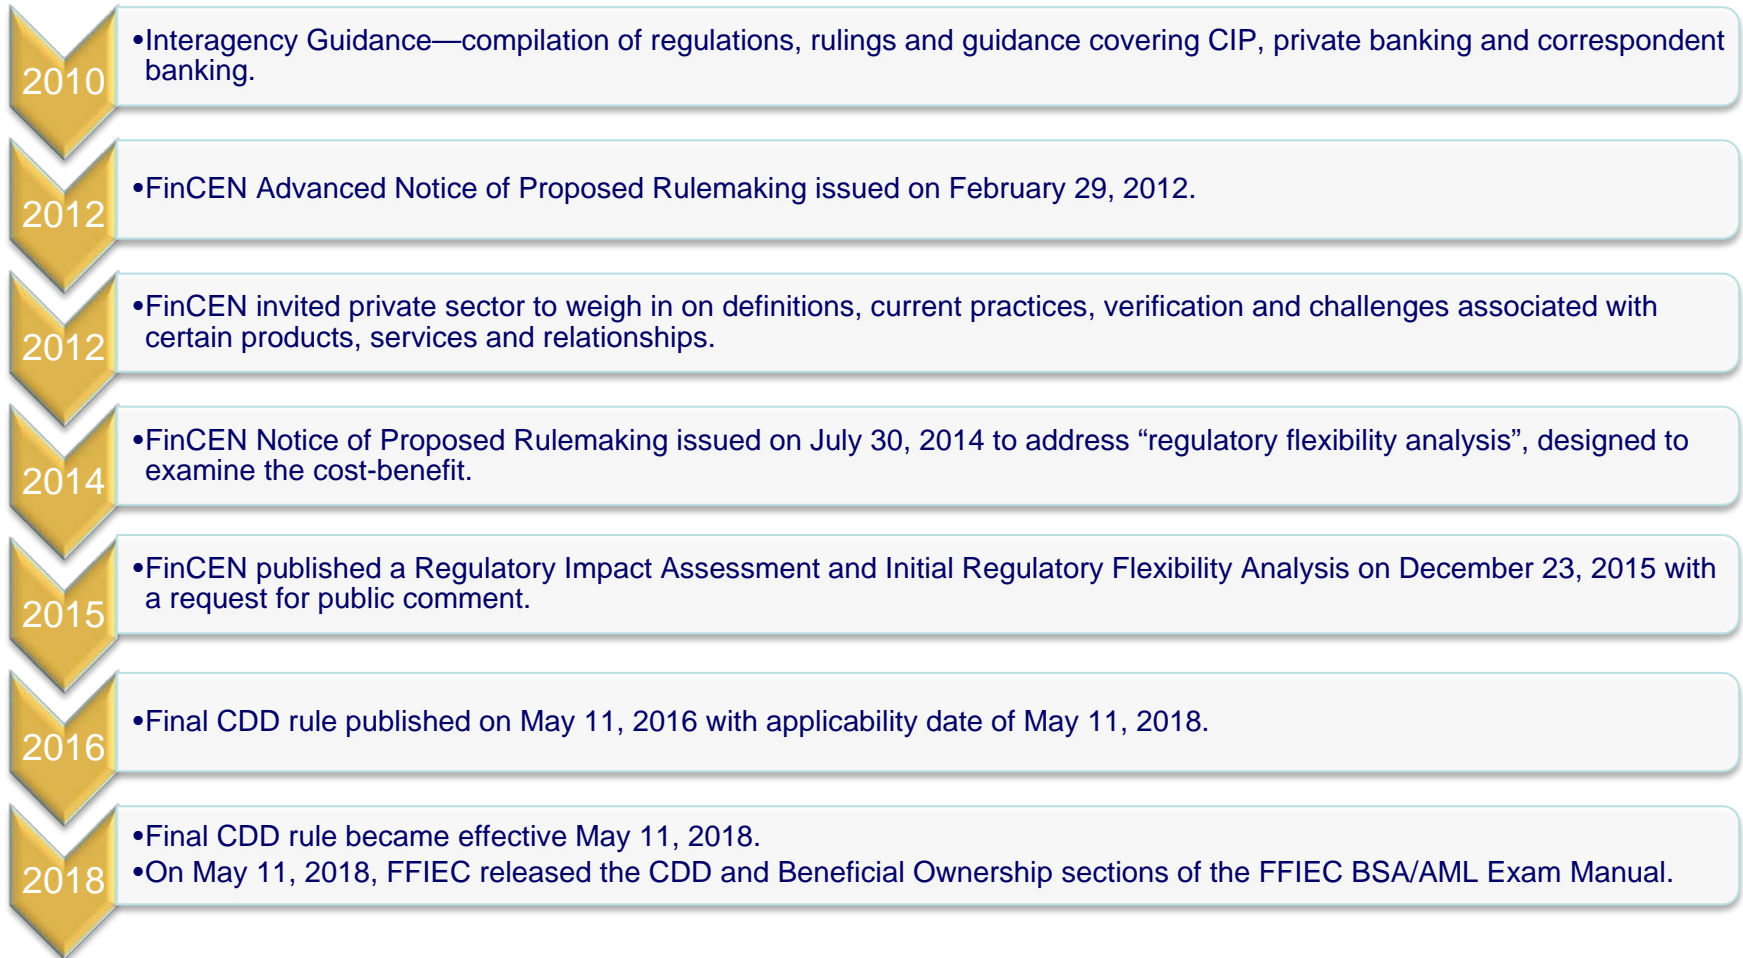 2010
•Interagency Guidance—compilation of regulations, rulings and guidance covering CIP, private banking and correspondent
banking.
2012
•FinCEN Advanced Notice of Proposed Rulemaking issued on February 29, 2012.
2012
•FinCEN invited private sector to weigh in on definitions, current practices, verification and challenges associated with
certain products, services and relationships.
2014
•FinCEN Notice of Proposed Rulemaking issued on July 30, 2014 to address “regulatory flexibility analysis”, designed to
examine the cost-benefit.
2015
•FinCEN published a Regulatory Impact Assessment and Initial Regulatory Flexibility Analysis on December 23, 2015 with
a request for public comment.
2016
•Final CDD rule published on May 11, 2016 with applicability date of May 11, 2018.
2018
•Final CDD rule became effective May 11, 2018.
•On May 11, 2018, FFIEC released the CDD and Beneficial Ownership sections of the FFIEC BSA/AML Exam Manual.